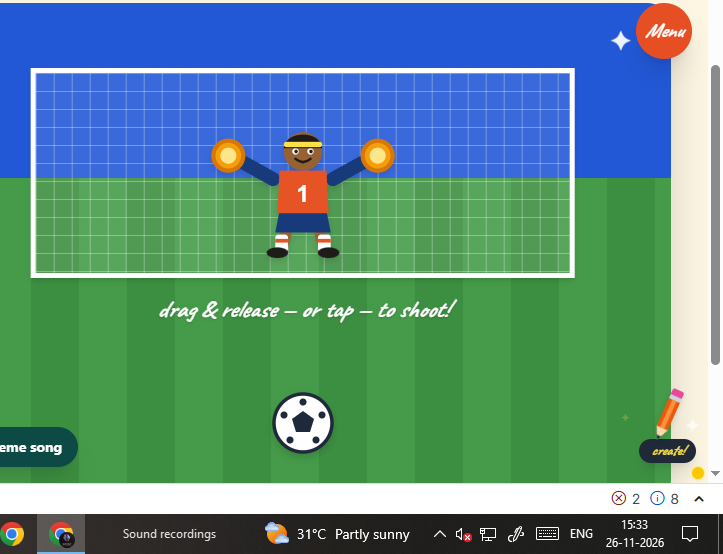 Menu
1
drag & release – or tap – to shoot!
eme song
create!
2 8
Sound recordings
31°C Partly sunny
ENG
15:33
26-11-2026